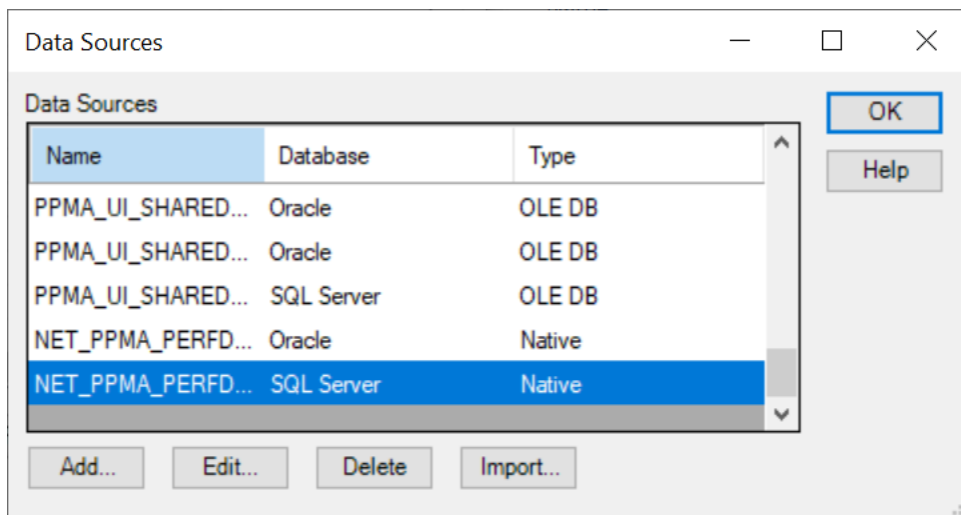 Data Sources
Data Sources
Name Database Type
PPMA_UI_SHARED... Oracle OLE DB
PPMA_UI_SHARED... Oracle OLE DB
PPMA_UI_SHARED... SQL Server OLE DB
NET_PPMA_PERFD... Oracle Native
NET_PPMA_PERFD... SQL Server Native
OK
Help
Add... Edit... Delete Import...